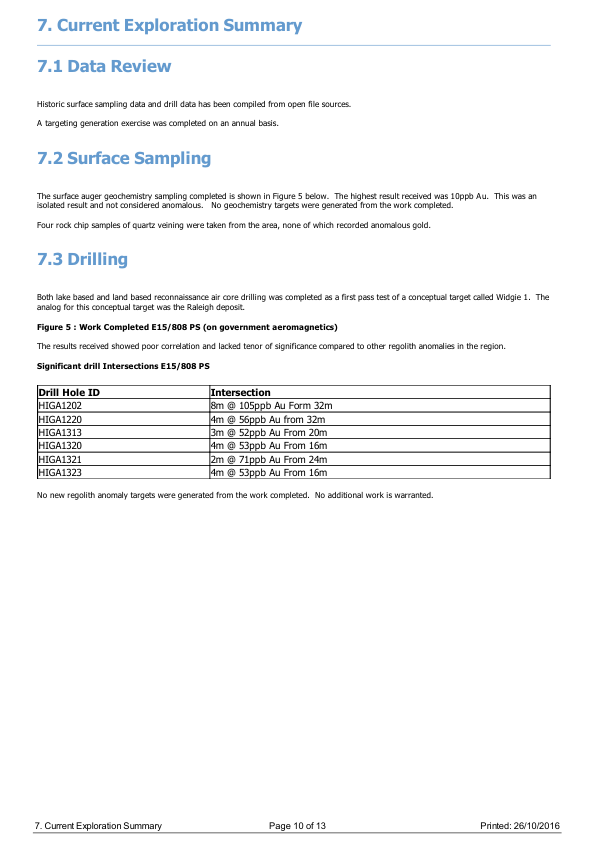 7. Current Exploration Summary
7.1 Data Review
Historic surface sampling data and drill data has been compiled from open file sources.
A targeting generation exercise was completed on an annual basis.
7.2 Surface Sampling
The surface auger geochemistry sampling completed is shown in Figure 5 below.  The highest result received was 10ppb Au.  This was an
isolated result and not considered anomalous.   No geochemistry targets were generated from the work completed.
Four rock chip samples of quartz veining were taken from the area, none of which recorded anomalous gold.
7.3 Drilling
Both lake based and land based reconnaissance air core drilling was completed as a first pass test of a conceptual target called Widgie 1.  The
analog for this conceptual target was the Raleigh deposit.
Figure 5 : Work Completed E15/808 PS (on government aeromagnetics)
The results received showed poor correlation and lacked tenor of significance compared to other regolith anomalies in the region.
Significant drill Intersections E15/808 PS
Drill Hole ID Intersection
HIGA1202 8m @ 105ppb Au Form 32m
HIGA1220 4m @ 56ppb Au from 32m
HIGA1313 3m @ 52ppb Au From 20m
HIGA1320 4m @ 53ppb Au From 16m
HIGA1321 2m @ 71ppb Au From 24m
HIGA1323 4m @ 53ppb Au From 16m
No new regolith anomaly targets were generated from the work completed.  No additional work is warranted.
7. Current Exploration Summary Page 10 of 13 Printed: 26/10/2016